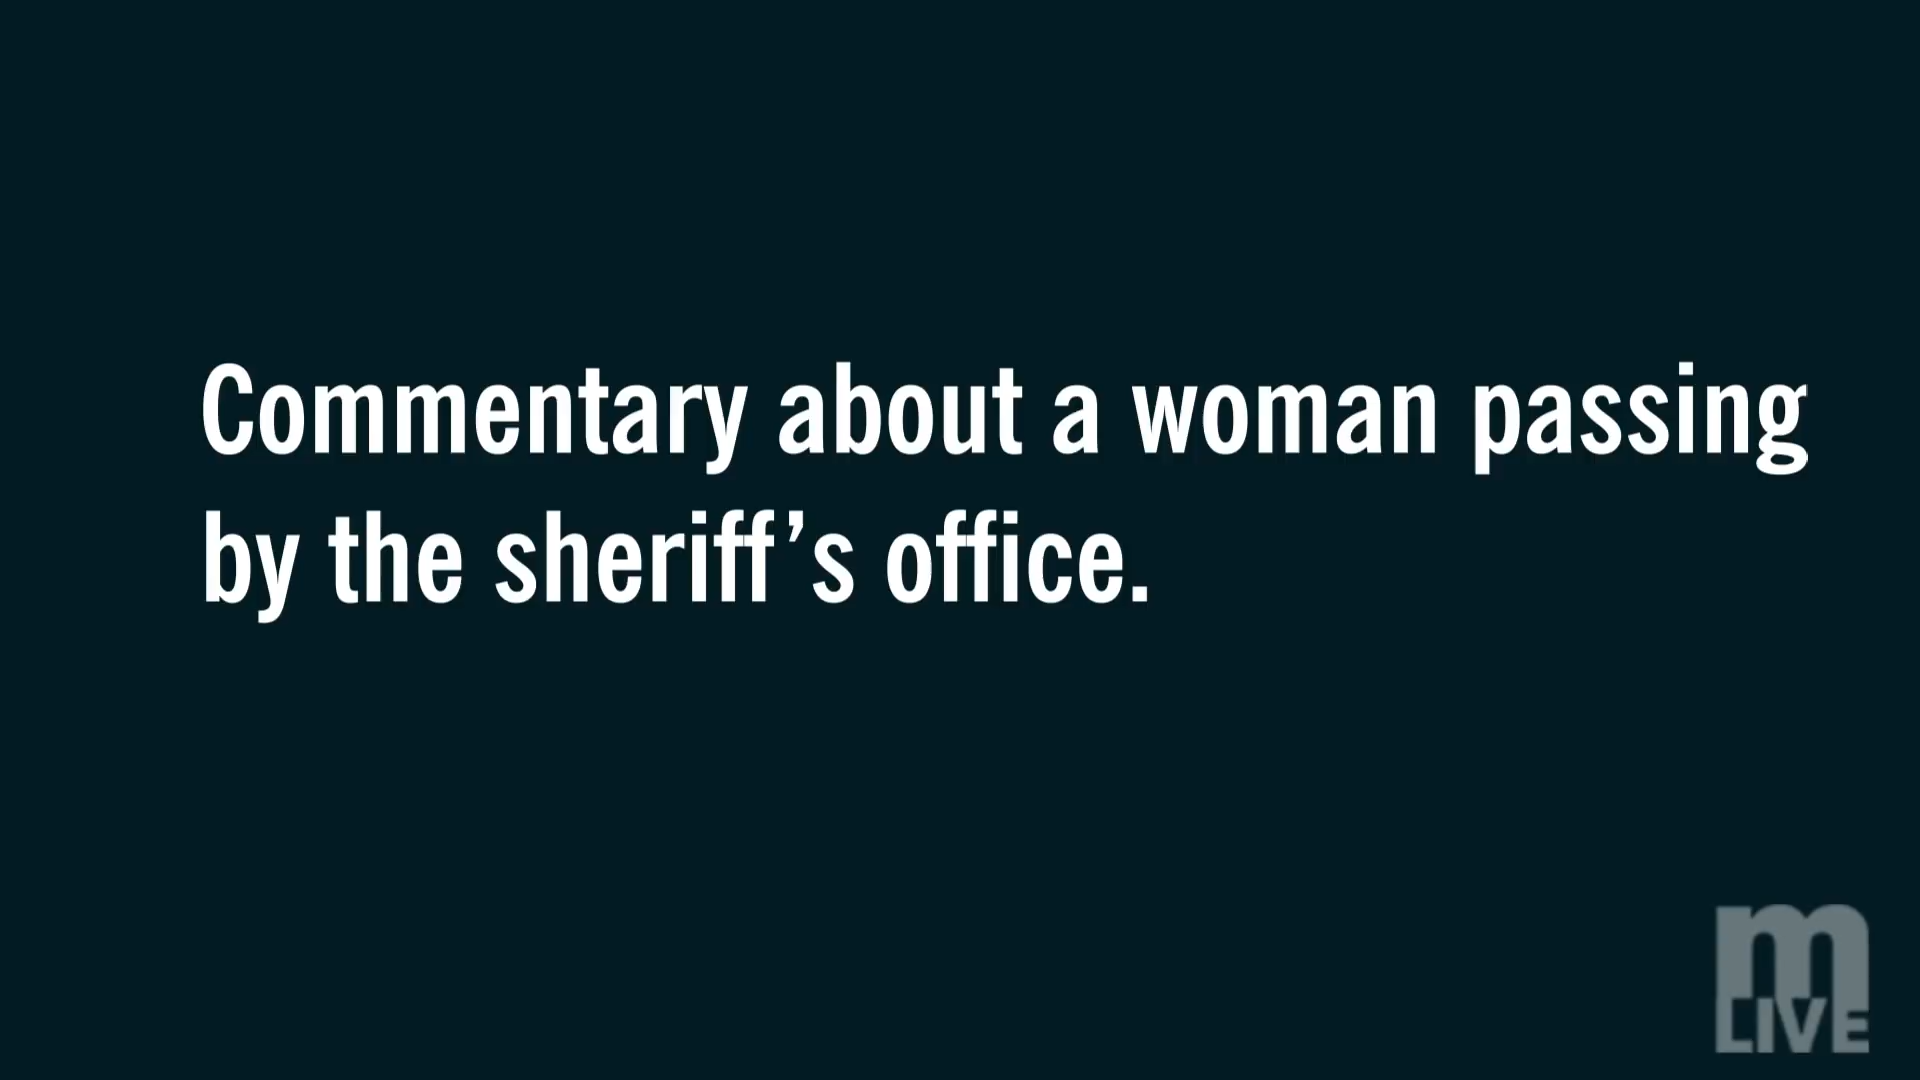 Commentary about a woman passing
by the sheriff’s office.
m
LIVE